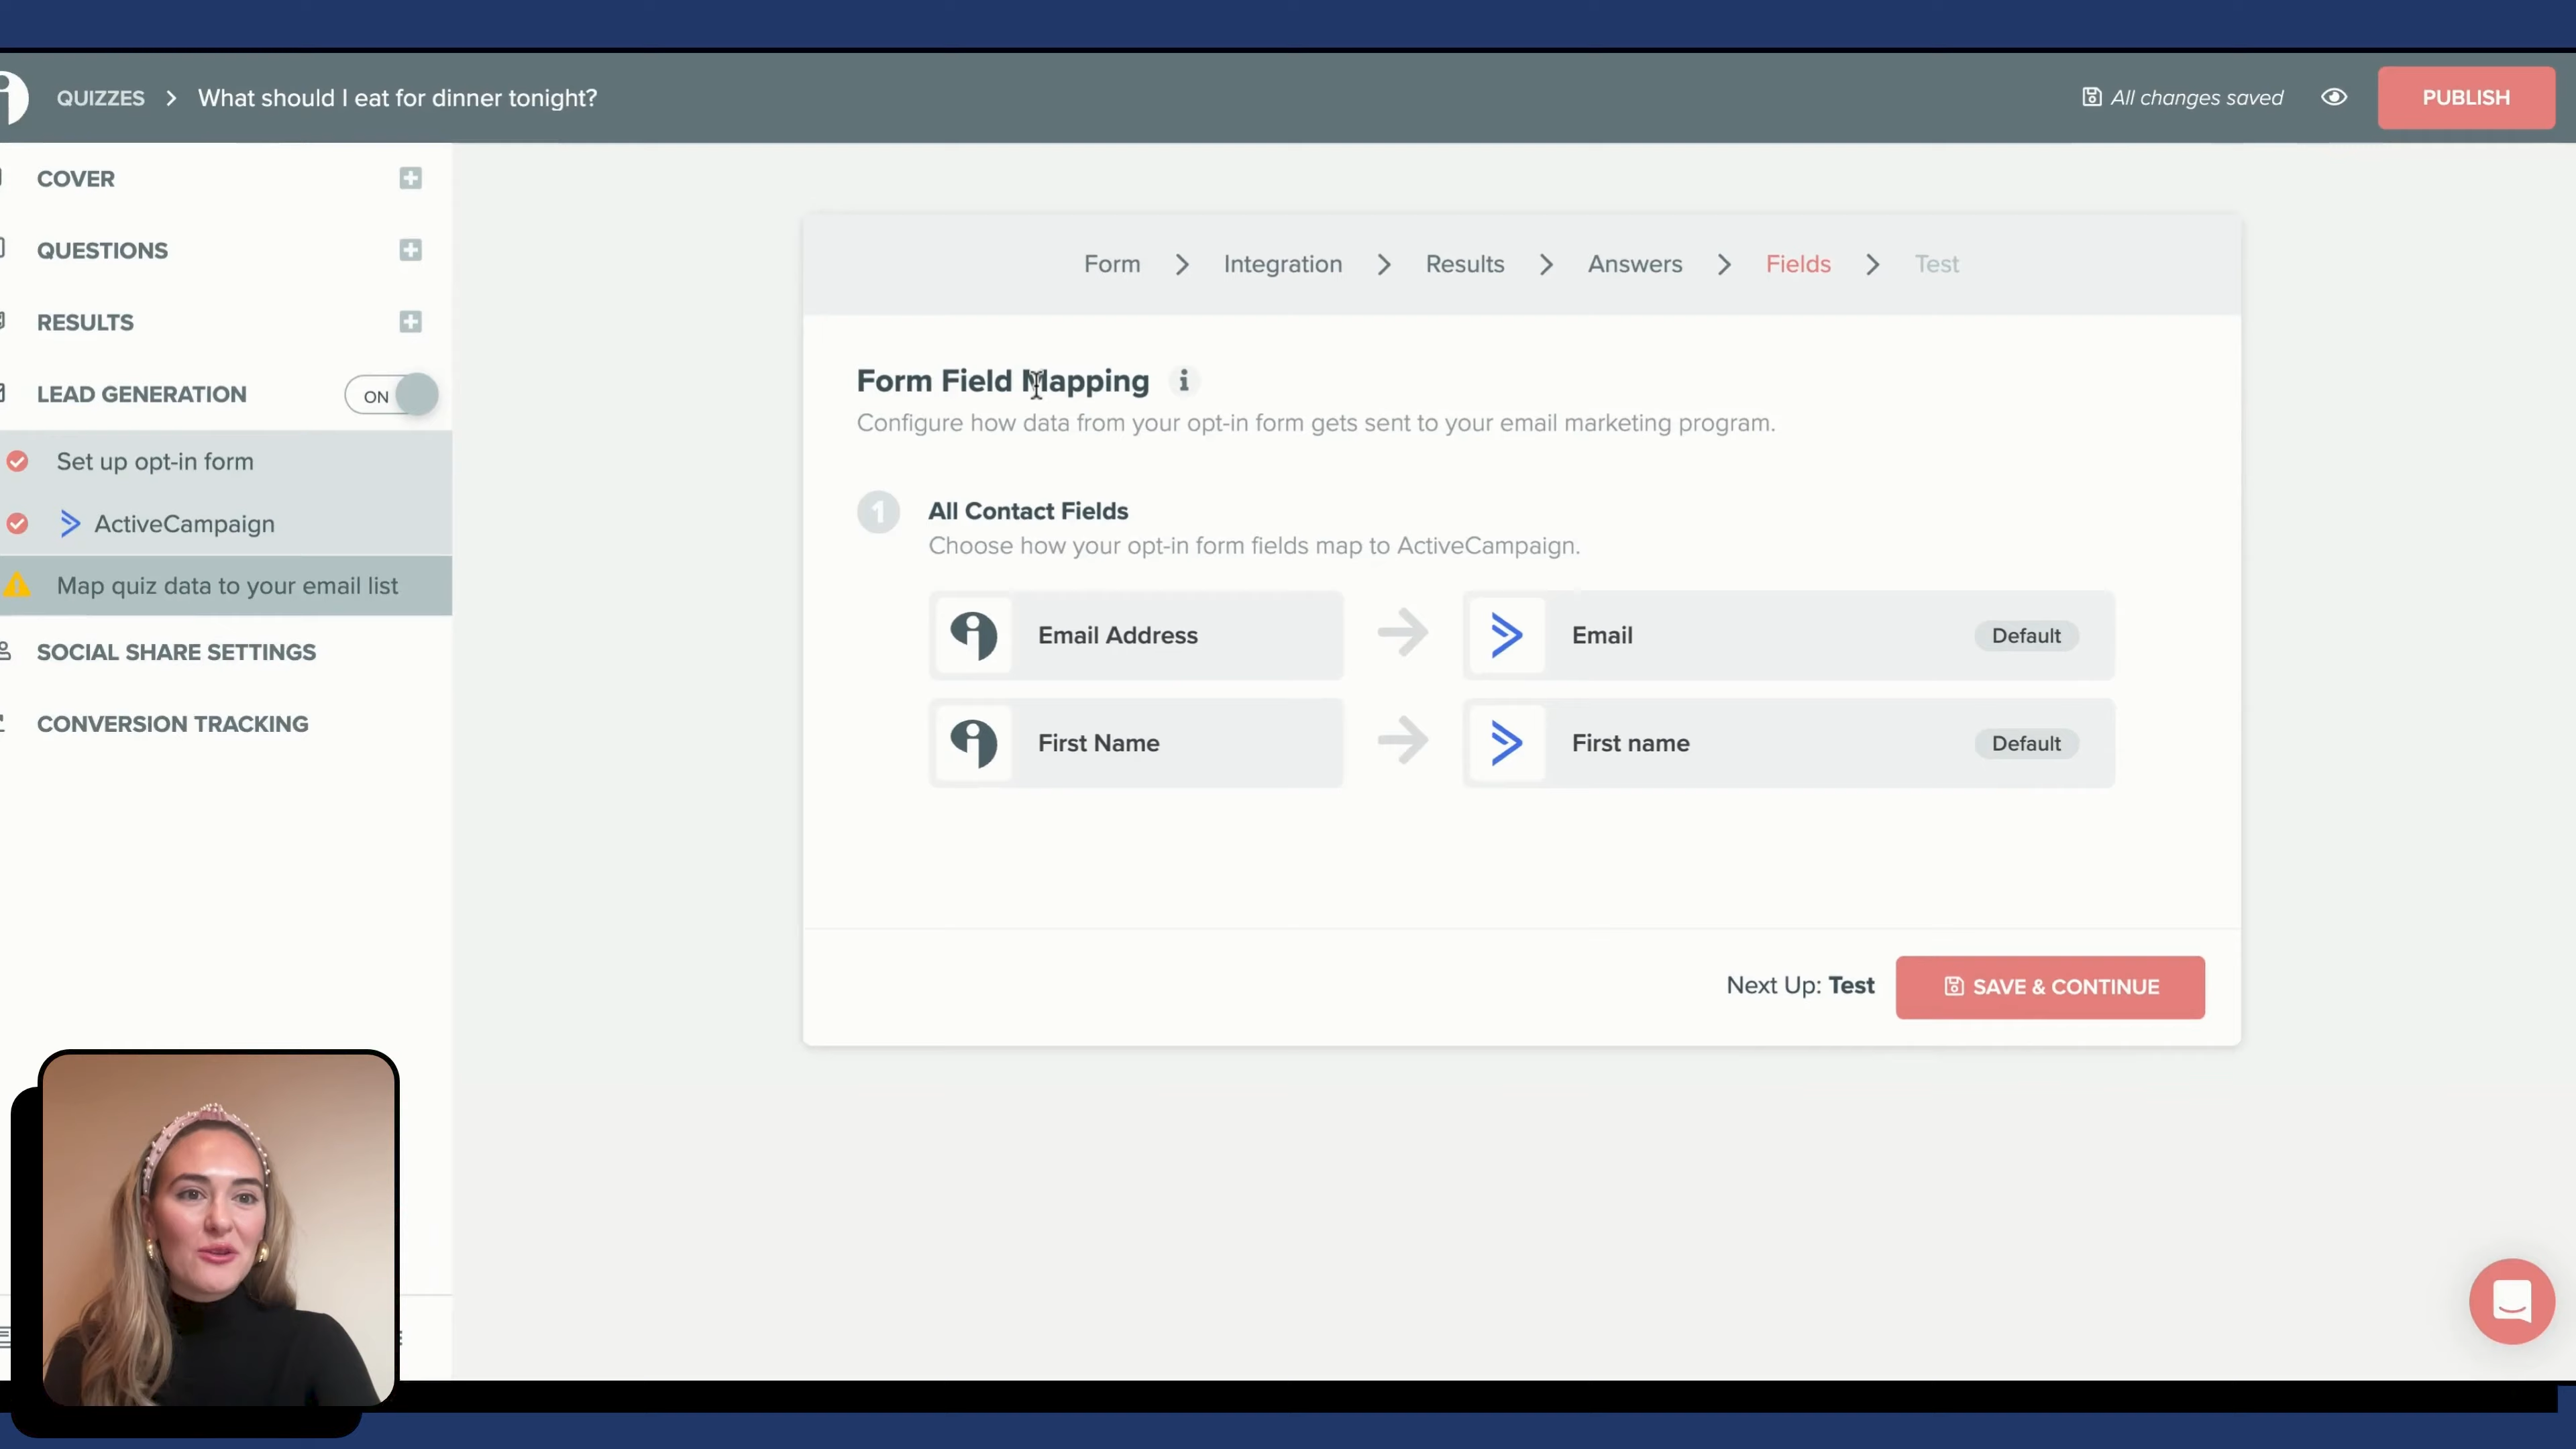 QUIZZES > What should I eat for dinner tonight?
All changes saved
PUBLISH
COVER
QUESTIONS
RESULTS
LEAD GENERATION
ON
Set up opt-in form
ActiveCampaign
Map quiz data to your email list
SOCIAL SHARE SETTINGS
CONVERSION TRACKING
Form > Integration > Results > Answers > Fields > Test
Form Field Mapping i
Configure how data from your opt-in form gets sent to your email marketing program.
1 All Contact Fields
Choose how your opt-in form fields map to ActiveCampaign.
Email Address
Email
Default
First Name
First name
Default
Next Up: Test
SAVE & CONTINUE